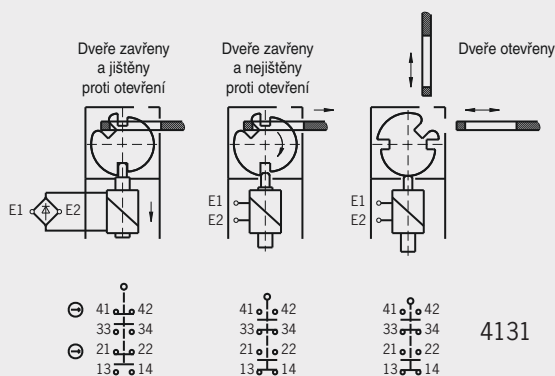 Dveře zavřeny
a jištěny
proti otevření
Dveře zavřeny
a nejištěny
proti otevření
Dveře otevřeny
E1 E2
E1
E2
E1
E2
41 42
33 34
21 22
13 14
41 42
33 34
21 22
13 14
41 42
33 34
21 22
13 14
4131